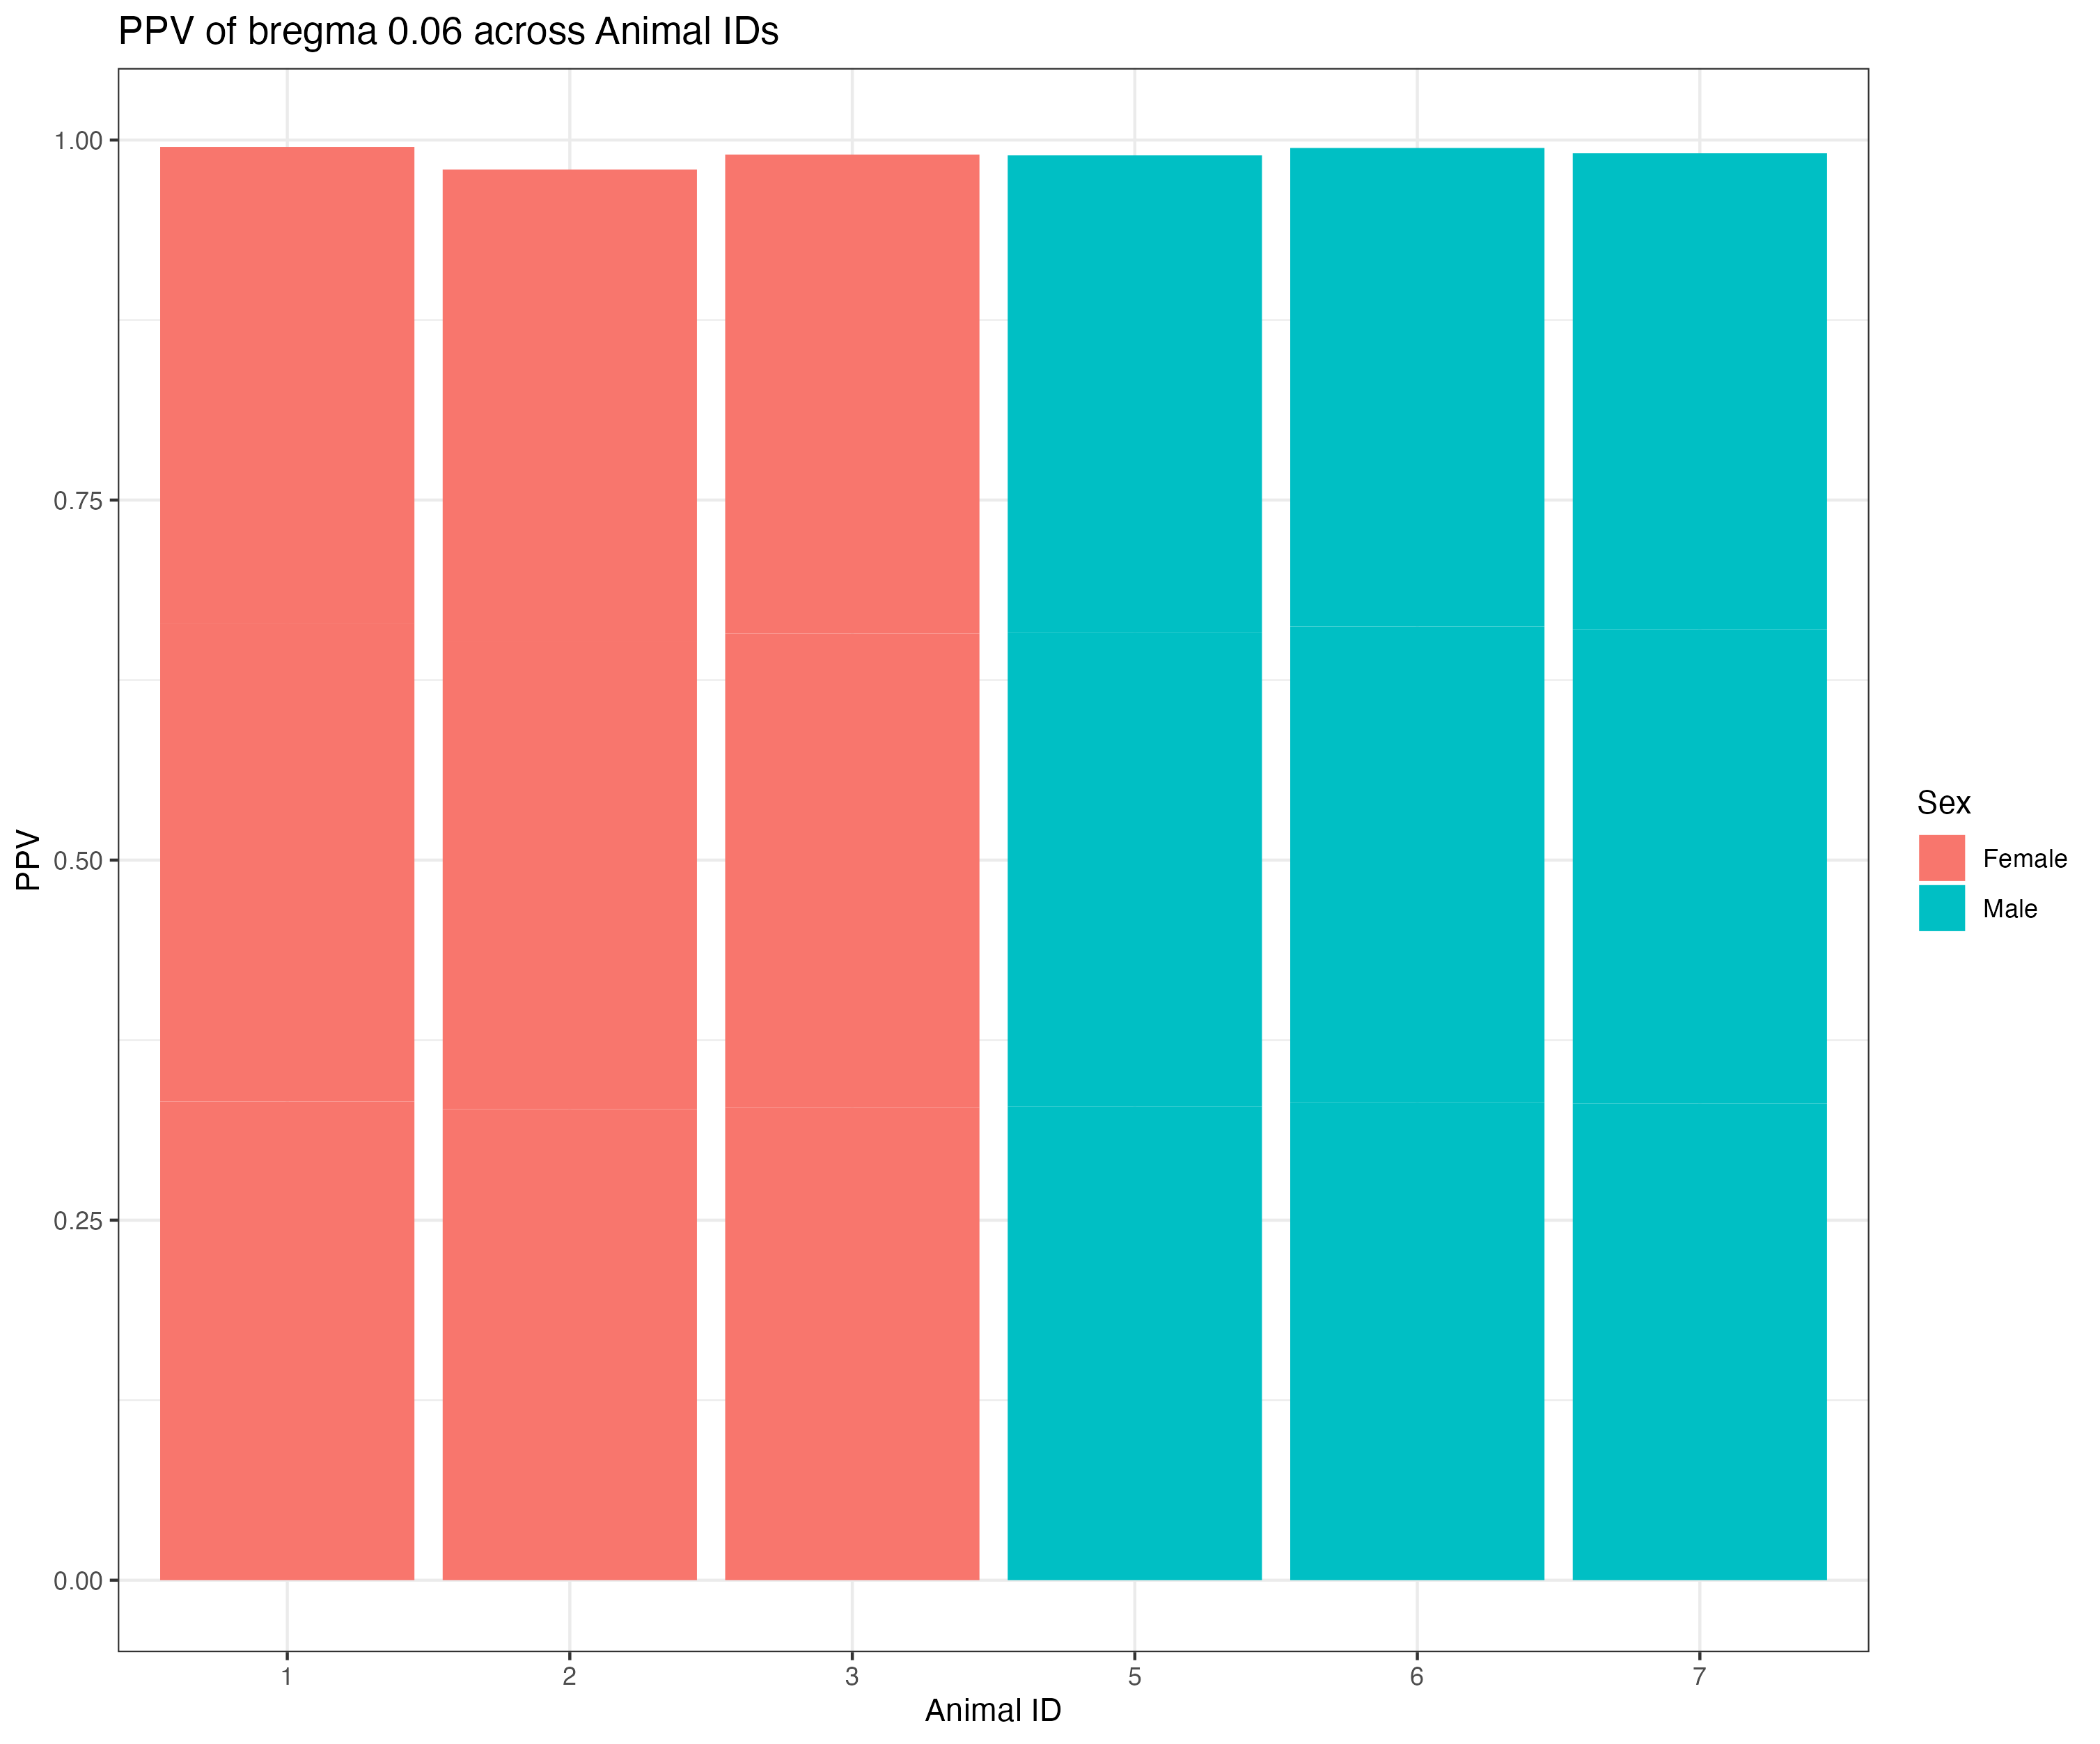 PPV of bregma 0.06 across Animal IDs
1.00
0.75
0.50
0.25
0.00
PPV
1 2 3 5 6 7
Animal ID
Sex
Female
Male